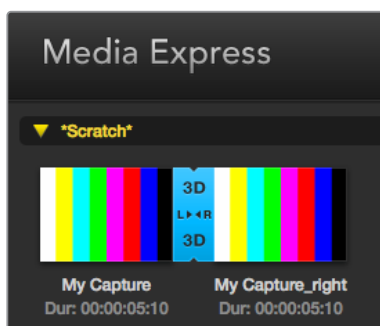 Media Express
*Scratch*
3D
L▶◀R
3D
My Capture
My Capture_right
Dur: 00:00:05:10
Dur: 00:00:05:10